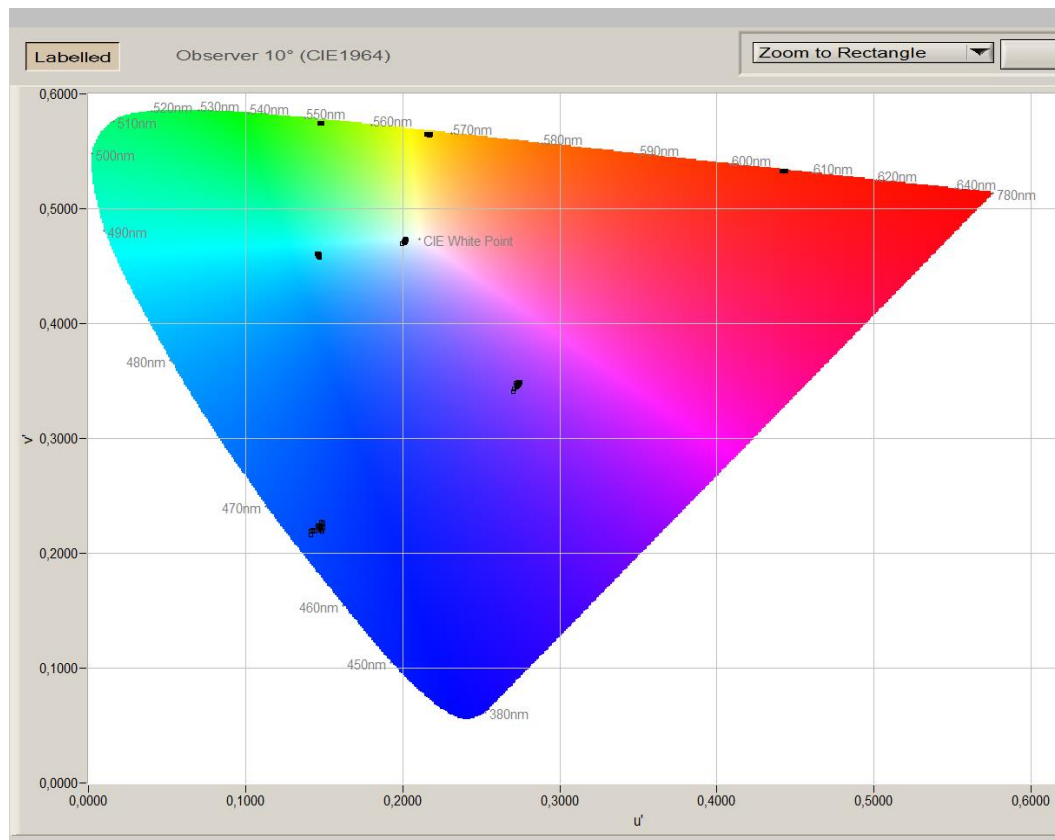 Labelled
Observer 10° (CIE1964)
Zoom to Rectangle
0,6000
520nm
530nm
540nm
550nm
560nm
570nm
580nm
590nm
600nm
610nm
620nm
640nm
780nm
510nm
500nm
0,5000
490nm
CIE White Point
0,4000
480nm
v'
0,3000
470nm
0,2000
460nm
0,1000
450nm
380nm
0,0000
0,0000 0,1000 0,2000 0,3000 0,4000 0,5000 0,6000
u'